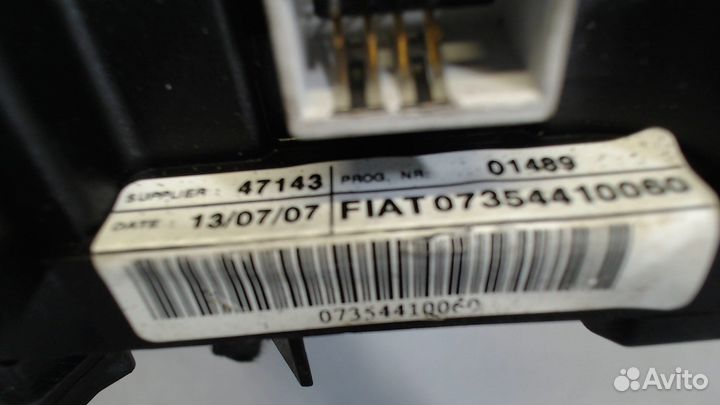 SUPPLIER: 47143 PROG. NR: 01489
DATE: 13/07/07 FIAT 07354410060
07354410060
Avito